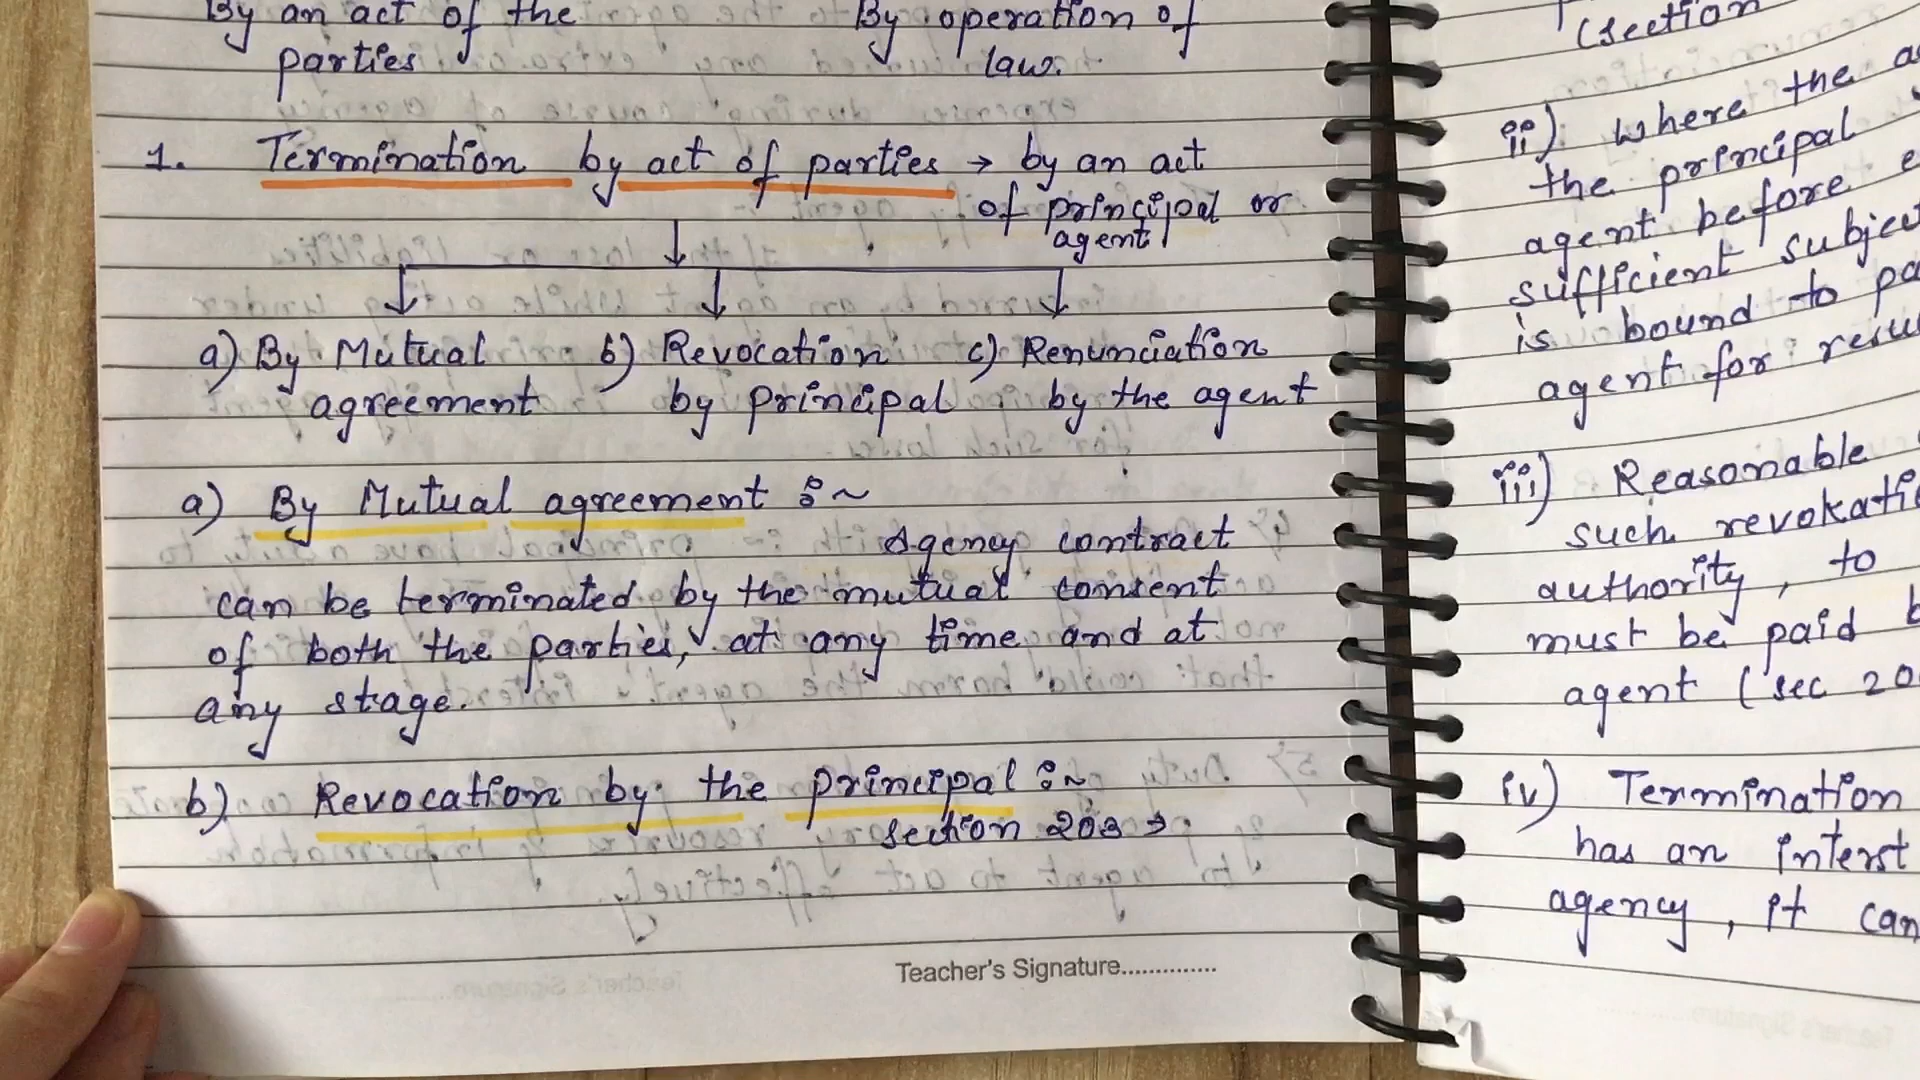 By an act of the By operation of
parties law.
1. Termination by act of parties → by an act
of principal or
agent.
a) By Mutual b) Revocation c) Renunciation
agreement by principal by the agent
a) By Mutual agreement :~
Agency contract
can be terminated by the mutual consent
of both the parties, at any time and at
any stage.
b). Revocation by the principal :~
section 203 →
Teacher's Signature..............
(section
ii) where the
the principal
agent before
sufficient
is bound to
agent for
iii) Reasonable
such
authority, to
must be paid
agent (sec 20
iv) Termination
has an interst
agency, it can